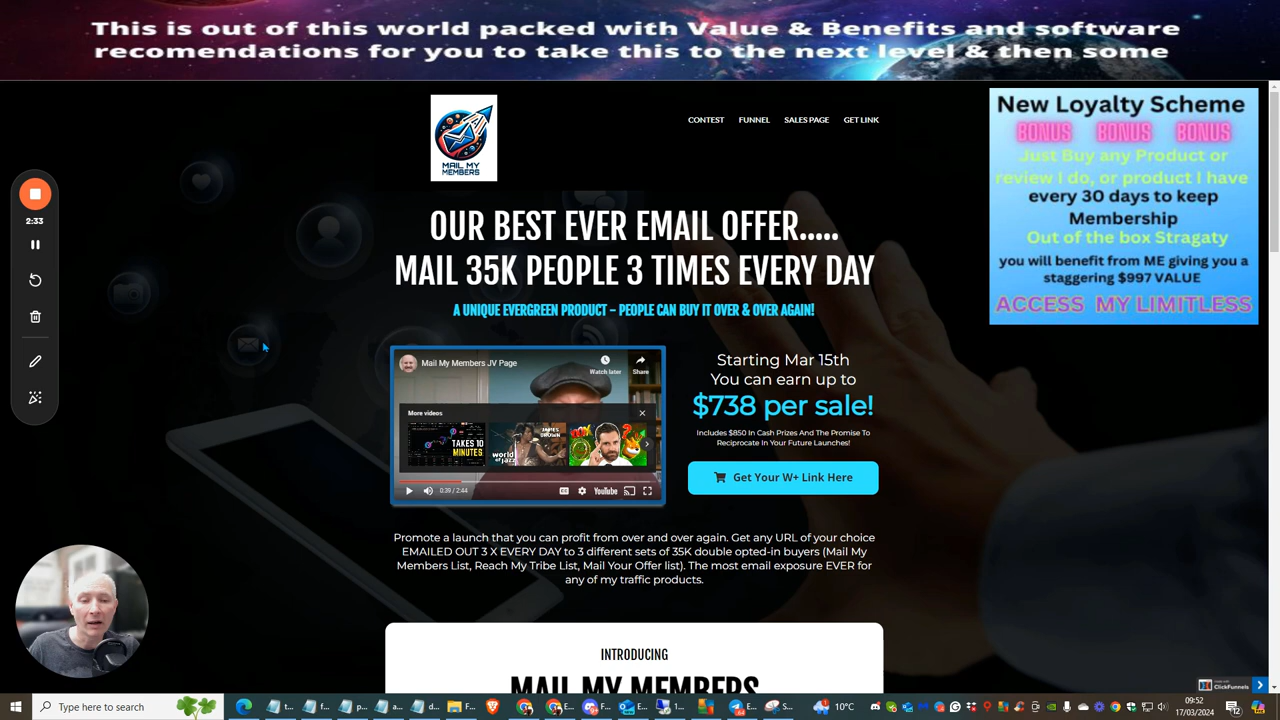 This is out of this world packed with Value & Benefits and software
recomendations for you to take this to the next level & then some
MAIL MY
MEMBERS
CONTEST FUNNEL SALES PAGE GET LINK
New Loyalty Scheme
BONUS BONUS BONUS
Just Buy any Product or
review I do, or product I have
every 30 days to keep
Membership
Out of the box Stragaty
you will benefit from ME giving you a
staggering $997 VALUE
ACCESS MY LIMITLESS
2:33
OUR BEST EVER EMAIL OFFER.....
MAIL 35K PEOPLE 3 TIMES EVERY DAY
A UNIQUE EVERGREEN PRODUCT - PEOPLE CAN BUY IT OVER & OVER AGAIN!
Mail My Members JV Page
Watch later
Share
More videos
TAKES 10
MINUTES
world
of jazz
JAMES
BROWN
0:39 / 2:44
YouTube
Starting Mar 15th
You can earn up to
$738 per sale!
Includes $850 In Cash Prizes And The Promise To
Reciprocate In Your Future Launches!
Get Your W+ Link Here
Promote a launch that you can profit from over and over again. Get any URL of your choice
EMAILED OUT 3 X EVERY DAY to 3 different sets of 35K double opted-in buyers (Mail My
Members List, Reach My Tribe List, Mail Your Offer list). The most email exposure EVER for
any of my traffic products.
INTRODUCING
MAIL MY MEMBERS
made with
ClickFunnels
Type here to search
10°C
09:52
17/03/2024